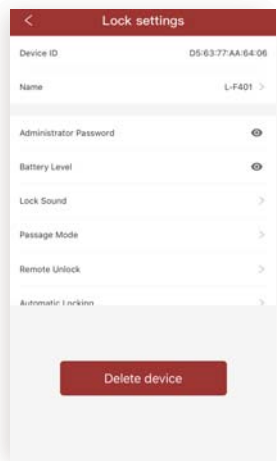 Lock settings
Device ID D5:63:77:AA:64:06
Name L-F401
Administrator Password
Battery Level
Lock Sound
Passage Mode
Remote Unlock
Automatic Locking
Delete device